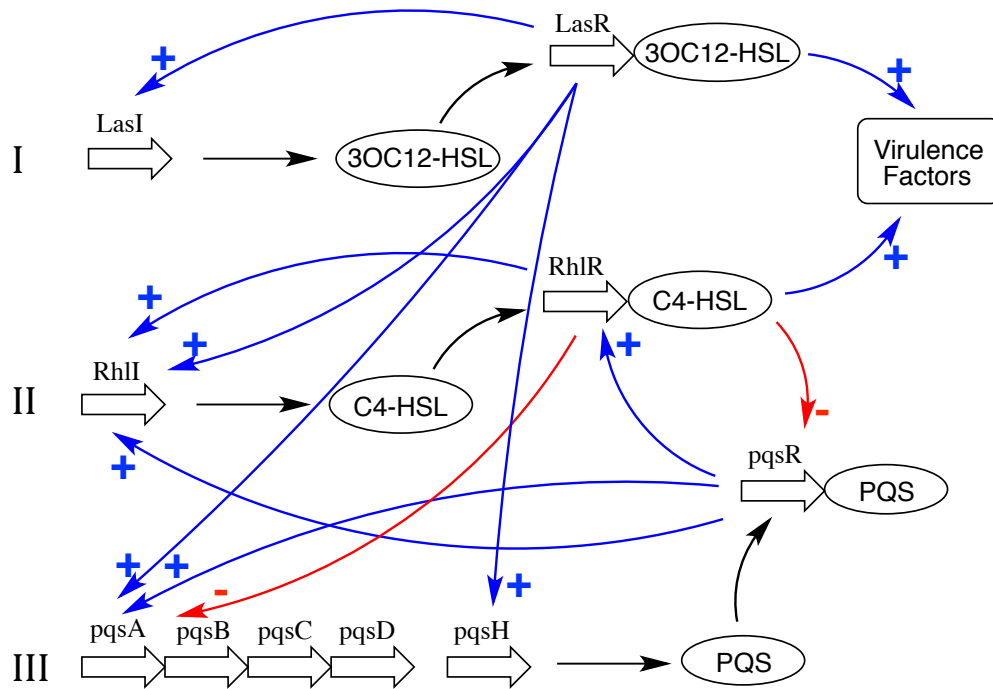 LasR
3OC12-HSL
+
+
LasI
I
3OC12-HSL
Virulence
Factors
RhlR
C4-HSL
+
+
+
+
RhlI
II
C4-HSL
-
pqsR
PQS
+
+
+
-
+
pqsA
pqsB
pqsC
pqsD
pqsH
III
PQS